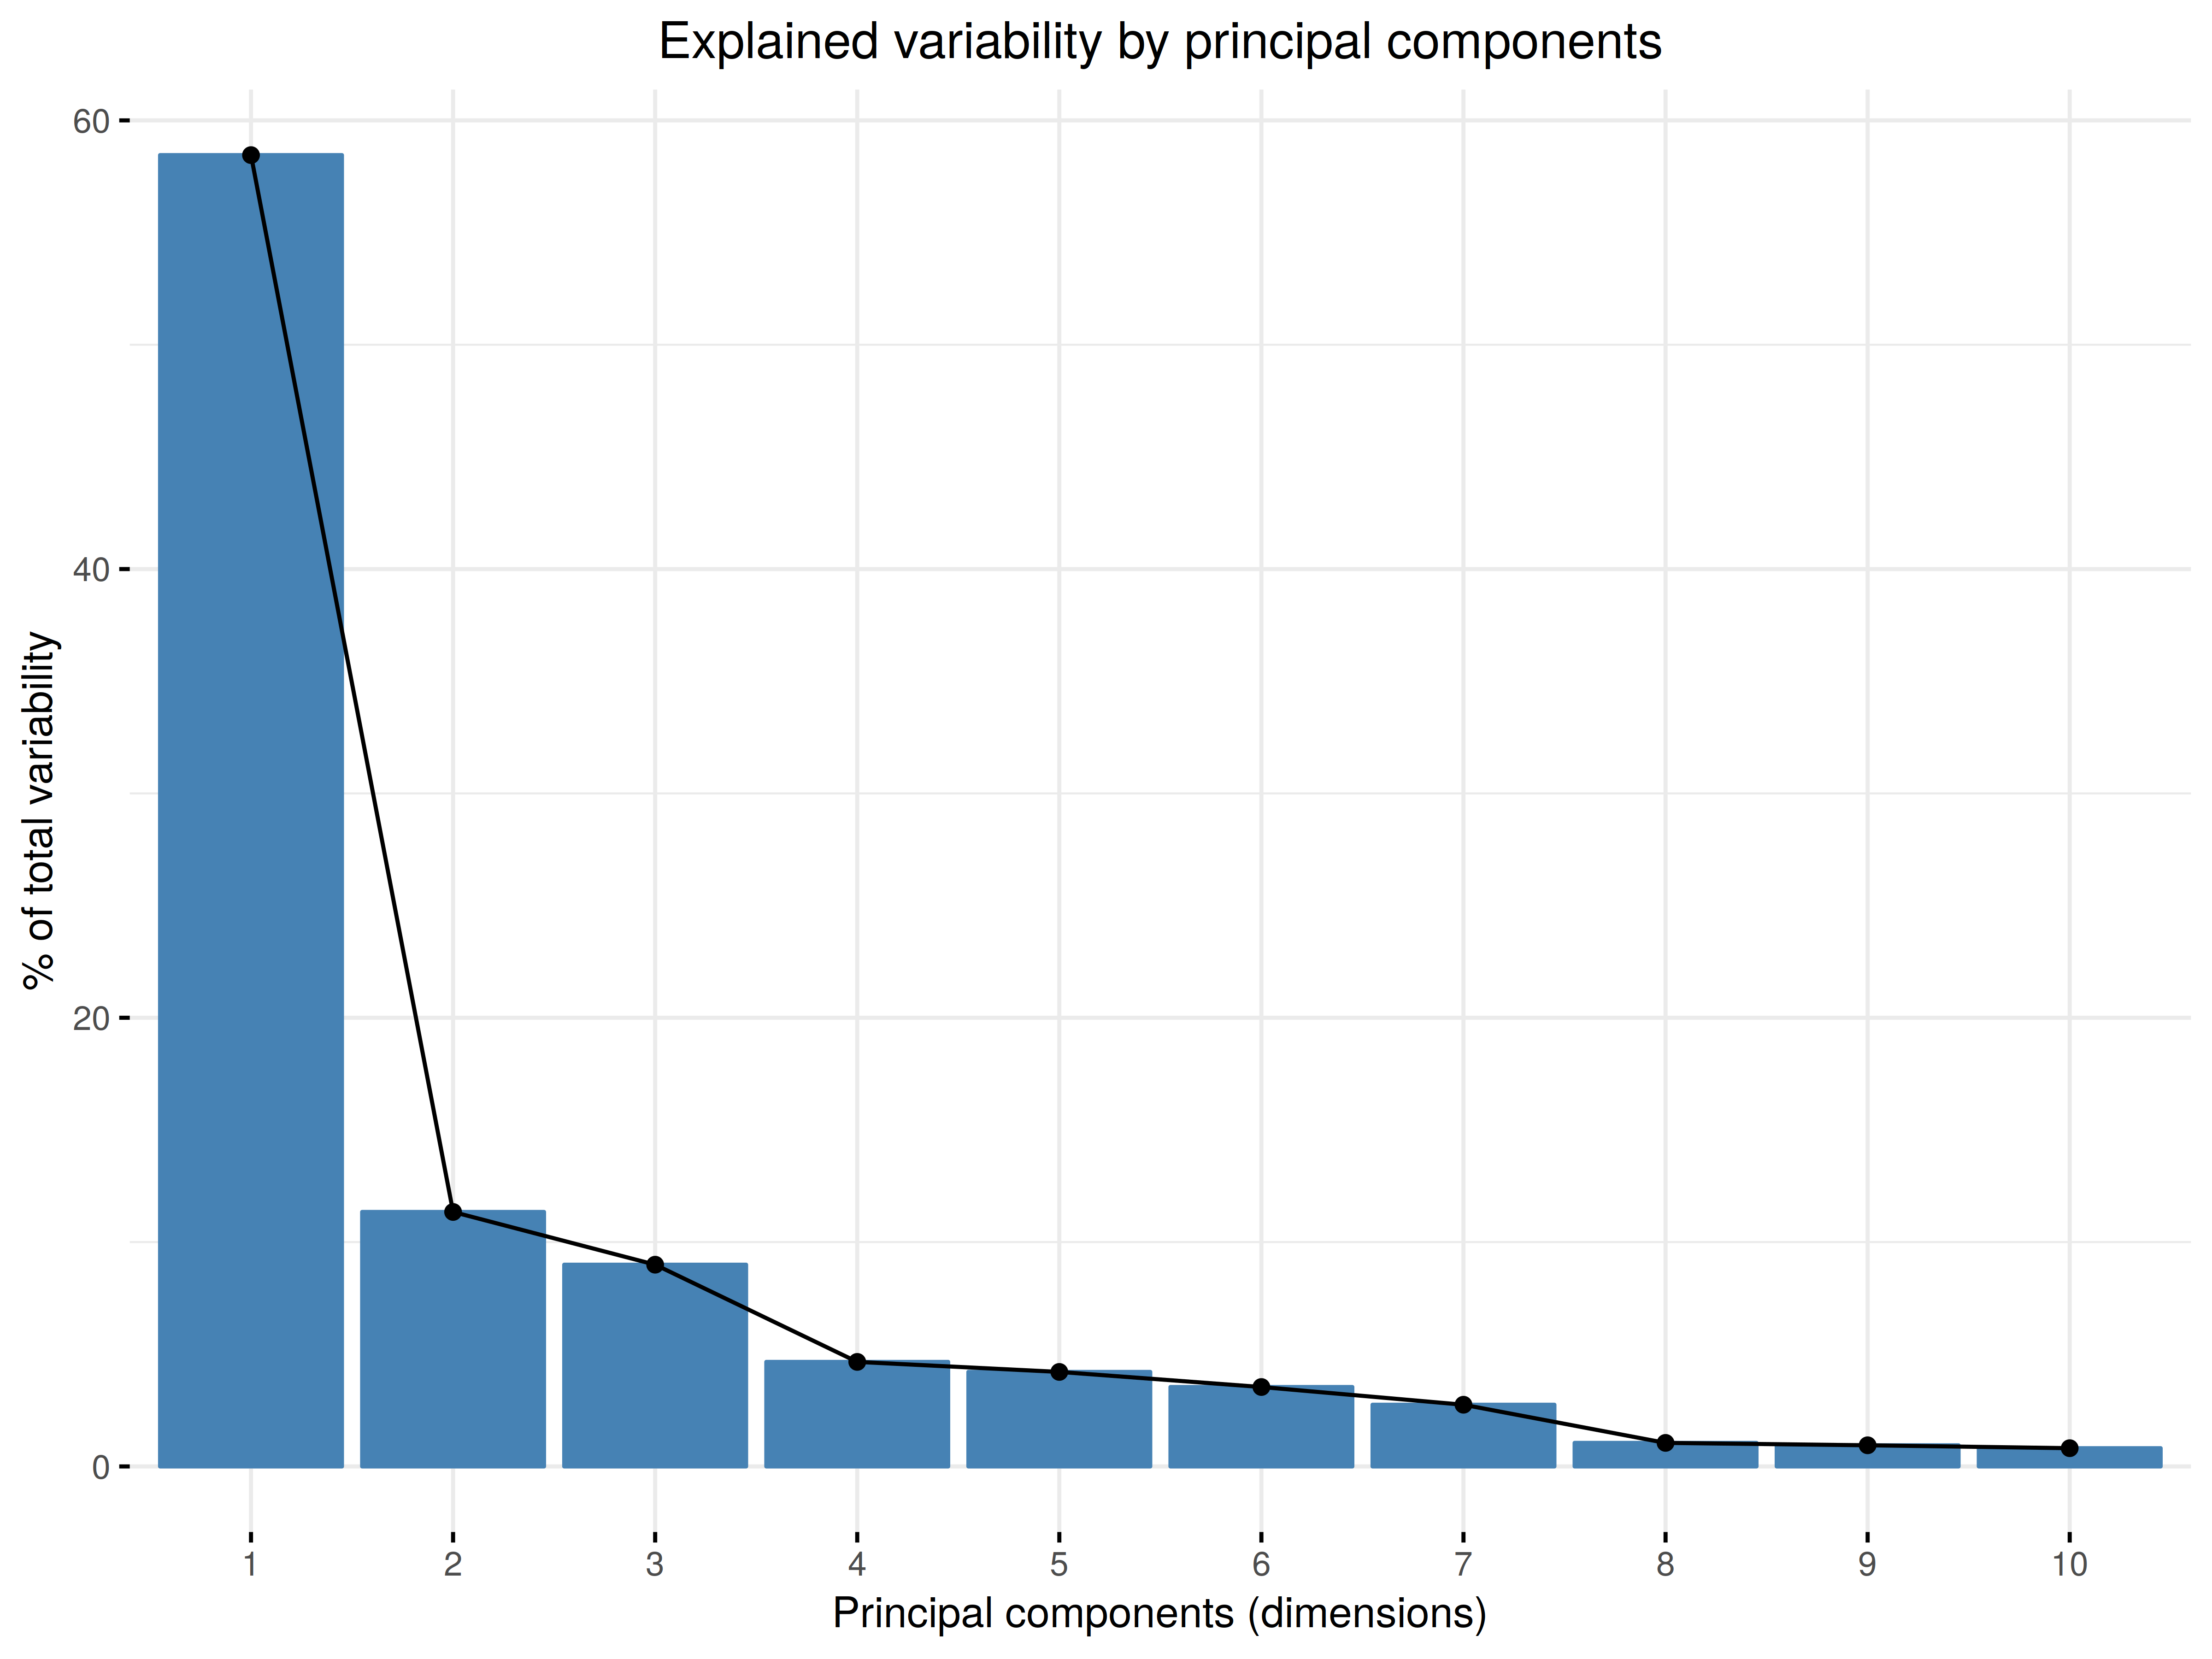 Explained variability by principal components
60
40
20
0
% of total variability
1 2 3 4 5 6 7 8 9 10
Principal components (dimensions)